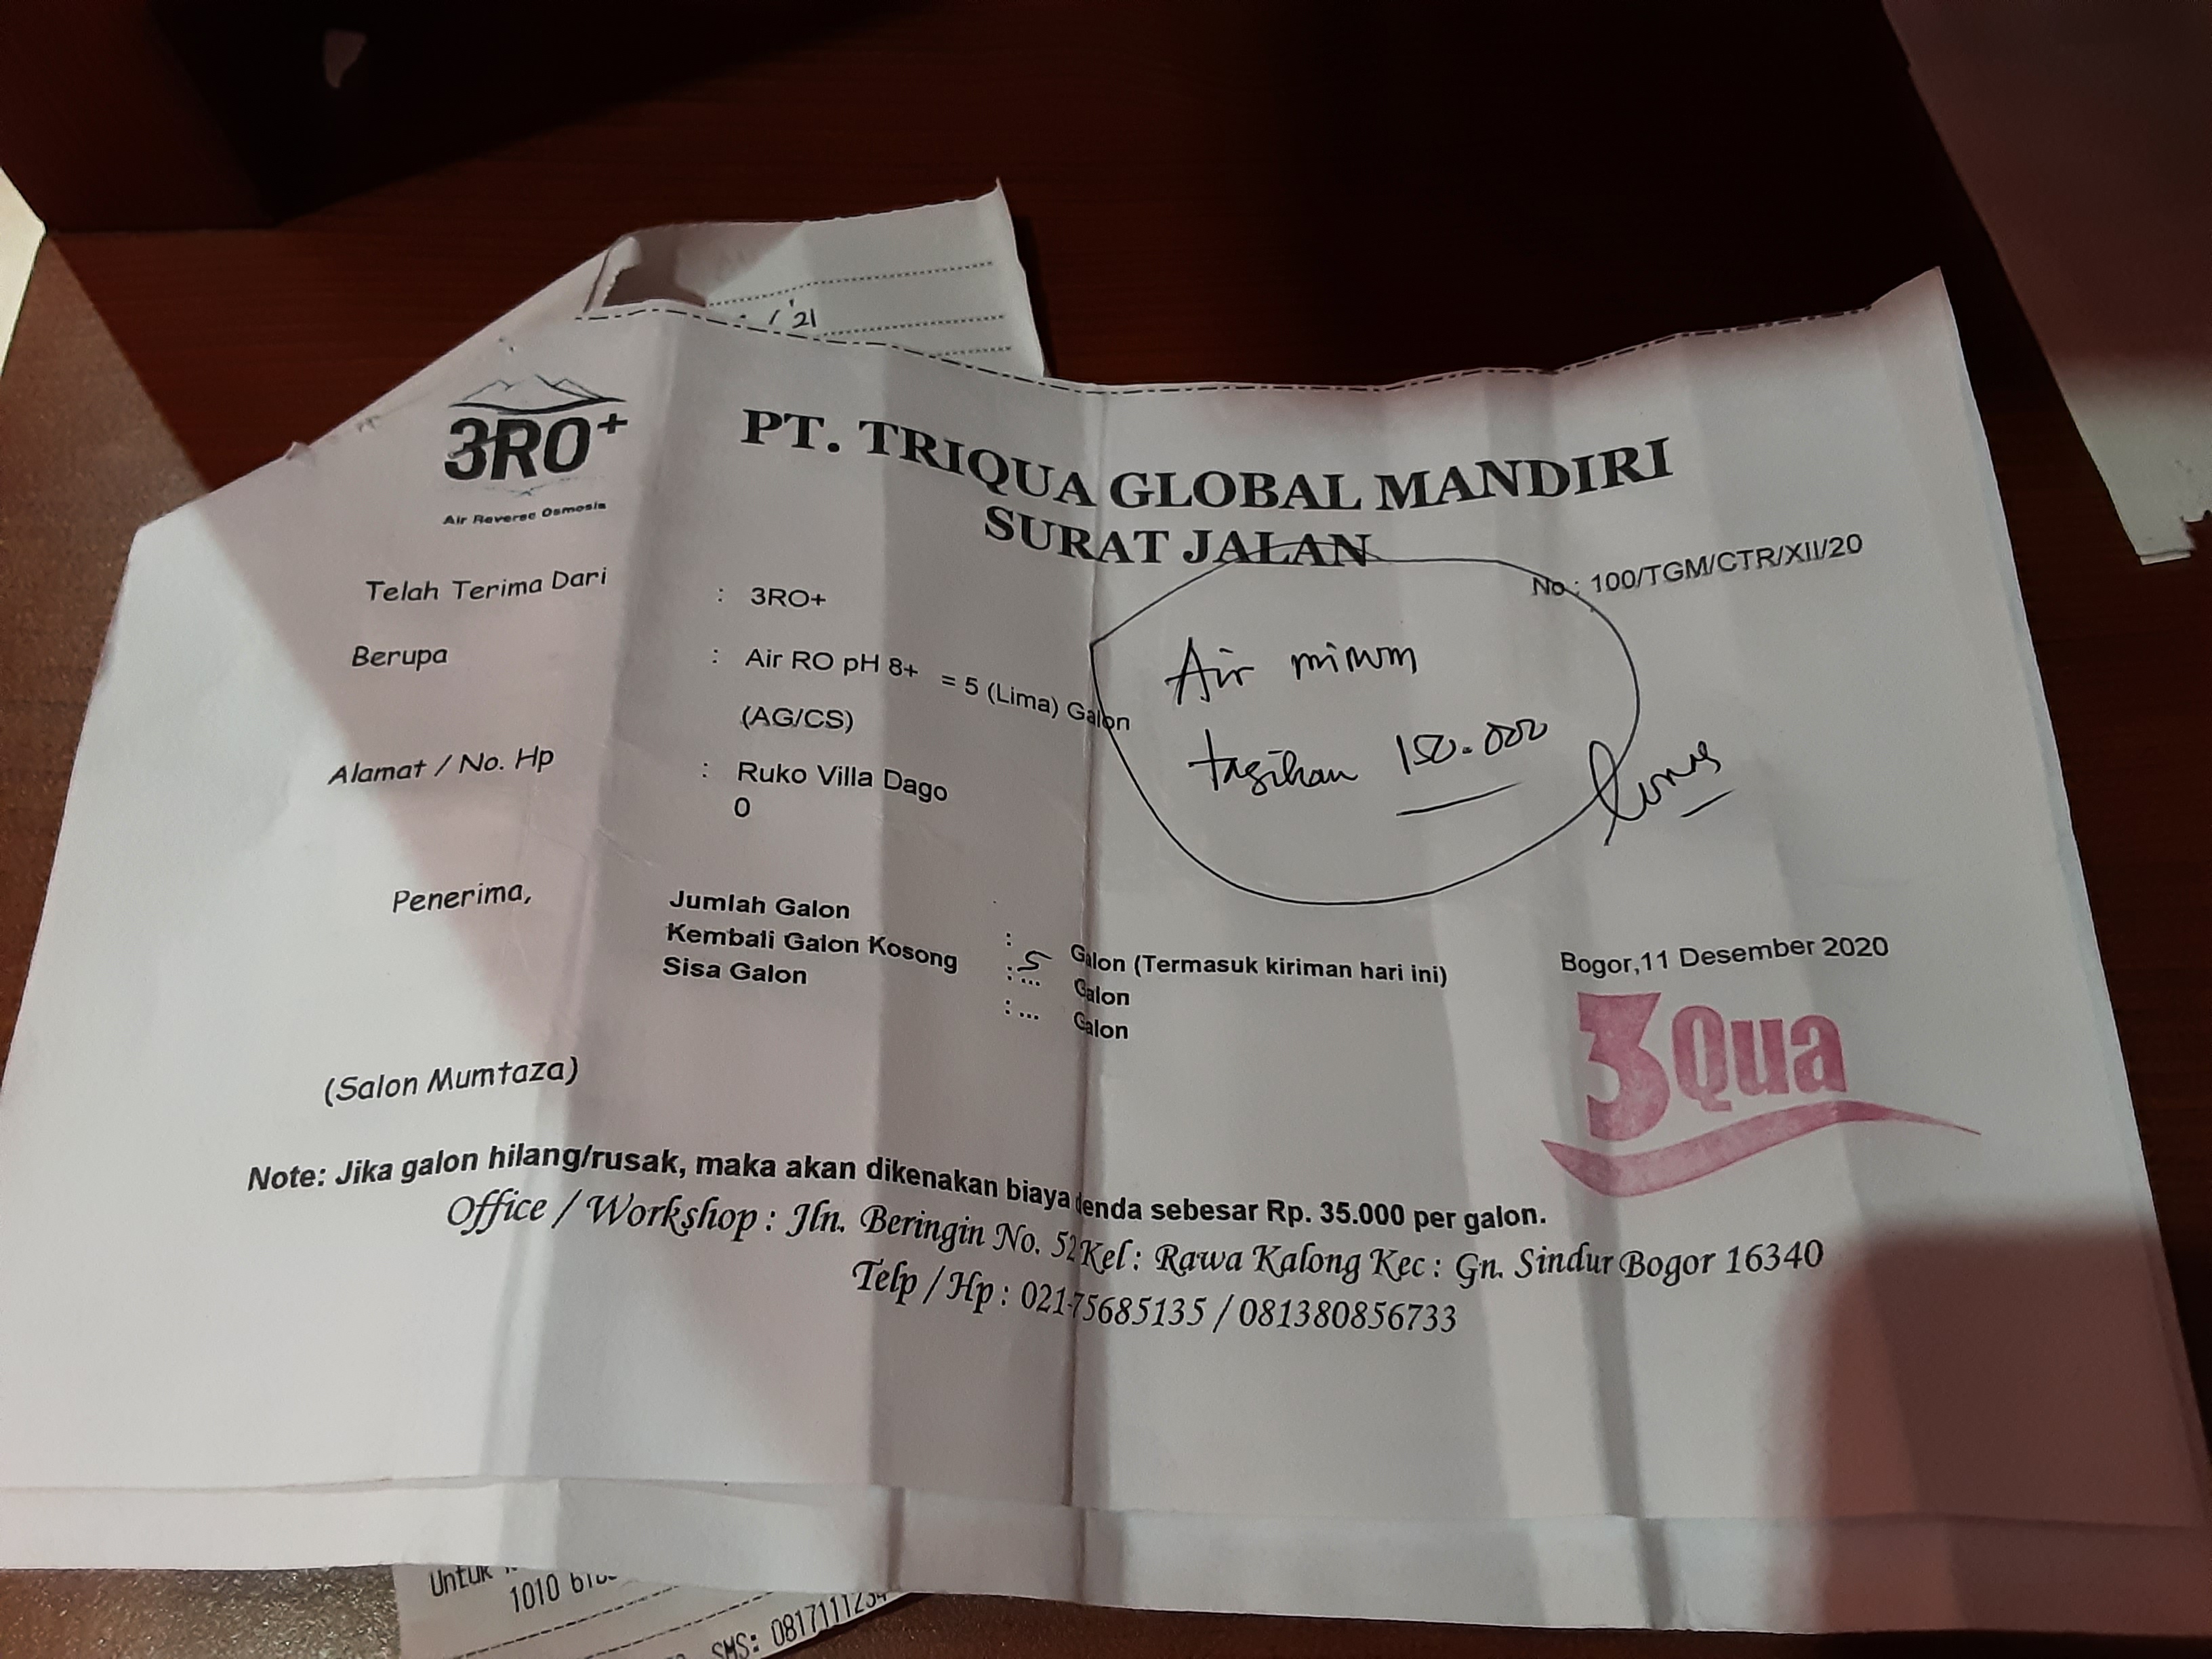 / '21
3RO+
Air Reverse Osmosis
PT. TRIQUA GLOBAL MANDIRI
SURAT JALAN
No : 100/TGM/CTR/XII/20
Telah Terima Dari : 3RO+
Berupa : Air RO pH 8+ = 5 (Lima) Galon
(AG/CS)
Alamat / No. Hp : Ruko Villa Dago
0
Air minum
tagihan 150.000
lunas
Penerima,
Jumlah Galon : Galon (Termasuk kiriman hari ini)
Kembali Galon Kosong : 5 ... Galon
Sisa Galon : ... Galon
Bogor,11 Desember 2020
3Qua
(Salon Mumtaza)
Note: Jika galon hilang/rusak, maka akan dikenakan biaya denda sebesar Rp. 35.000 per galon.
Office / Workshop : Jln. Beringin No. 52 Kel : Rawa Kalong Kec : Gn. Sindur Bogor 16340
Telp / Hp : 021-75685135 / 081380856733
Untuk
1010
SMS: 0817111234